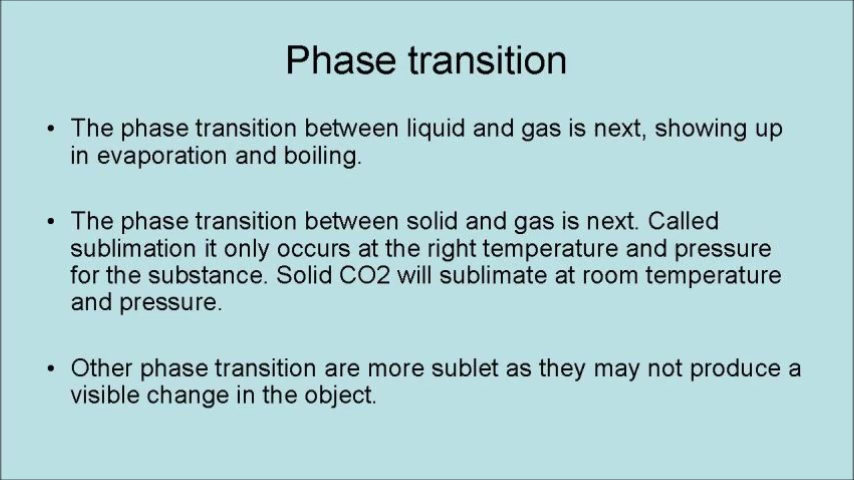 Phase transition
• The phase transition between liquid and gas is next, showing up
in evaporation and boiling.
• The phase transition between solid and gas is next. Called
sublimation it only occurs at the right temperature and pressure
for the substance. Solid CO2 will sublimate at room temperature
and pressure.
• Other phase transition are more sublet as they may not produce a
visible change in the object.